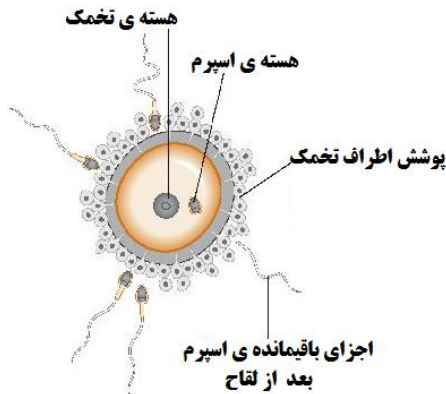 هسته ی تخمک
هسته ی اسپرم
پوشش اطراف تخمک
اجزای باقیمانده ی اسپرم
بعد از لقاح